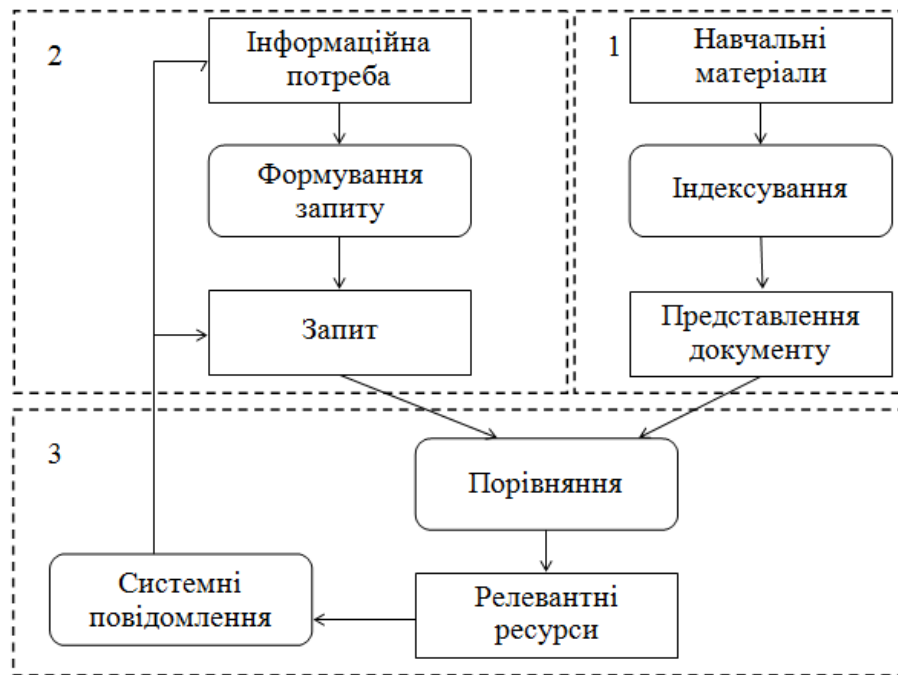 2
Інформаційна
потреба
Формування
запиту
Запит
1
Навчальні
матеріали
Індексування
Представлення
документу
3
Порівняння
Релевантні
ресурси
Системні
повідомлення